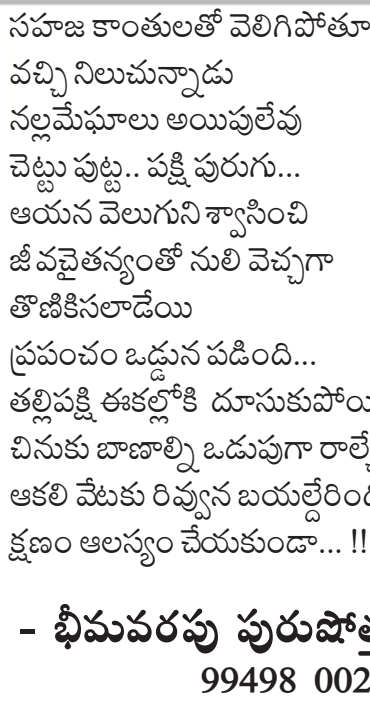 సహజ కాంతులతో వెలిగిపోతూ
వచ్చి నిలుచున్నాడు
నల్లమేఘాలు అయిపులేవు
చెట్టు పుట్ట.. పక్షి పురుగు...
ఆయన వెలుగుని శ్వాసించి
జీవచైతన్యంతో నులి వెచ్చగా
తొణికిసలాడేయి
ప్రపంచం ఒడ్డున పడింది...
తల్లిపక్షి ఈకల్లోకి దూసుకుపోయి
చినుకు బాణాల్ని ఒడుపుగా రాల్చే
ఆకలి వేటకు రివ్వున బయల్దేరింది
క్షణం ఆలస్యం చేయకుండా... !!
- భీమవరపు పురుషోత్త
99498 002